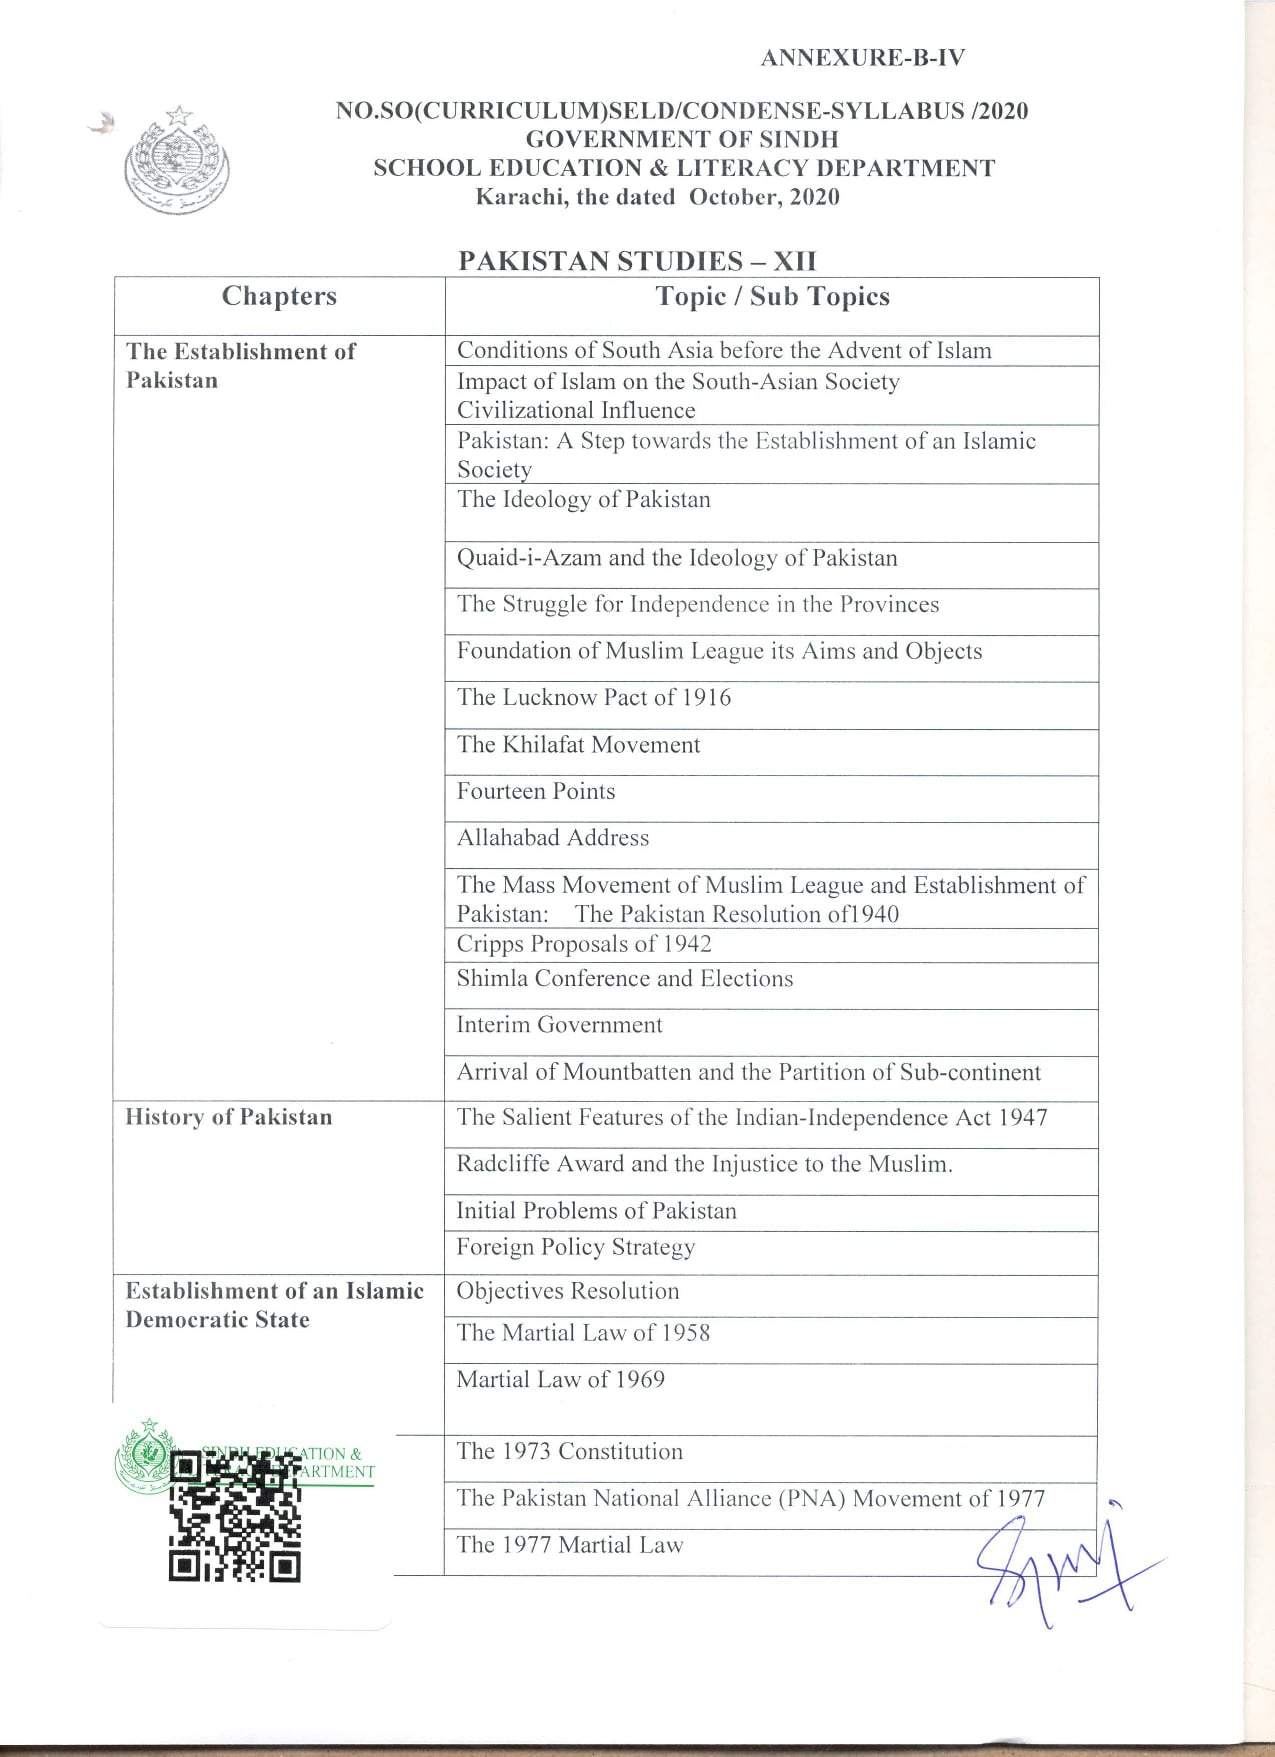 ANNEXURE-B-IV
NO.SO(CURRICULUM)SELD/CONDENSE-SYLLABUS /2020
GOVERNMENT OF SINDH
SCHOOL EDUCATION & LITERACY DEPARTMENT
Karachi, the dated October, 2020
PAKISTAN STUDIES – XII
Chapters
Topic / Sub Topics
The Establishment of
Pakistan
Conditions of South Asia before the Advent of Islam
Impact of Islam on the South-Asian Society
Civilizational Influence
Pakistan: A Step towards the Establishment of an Islamic
Society
The Ideology of Pakistan
Quaid-i-Azam and the Ideology of Pakistan
The Struggle for Independence in the Provinces
Foundation of Muslim League its Aims and Objects
The Lucknow Pact of 1916
The Khilafat Movement
Fourteen Points
Allahabad Address
The Mass Movement of Muslim League and Establishment of
Pakistan: The Pakistan Resolution of1940
Cripps Proposals of 1942
Shimla Conference and Elections
Interim Government
Arrival of Mountbatten and the Partition of Sub-continent
History of Pakistan
The Salient Features of the Indian-Independence Act 1947
Radcliffe Award and the Injustice to the Muslim.
Initial Problems of Pakistan
Foreign Policy Strategy
Establishment of an Islamic
Democratic State
Objectives Resolution
The Martial Law of 1958
Martial Law of 1969
The 1973 Constitution
The Pakistan National Alliance (PNA) Movement of 1977
The 1977 Martial Law
SINDH EDUCATION &